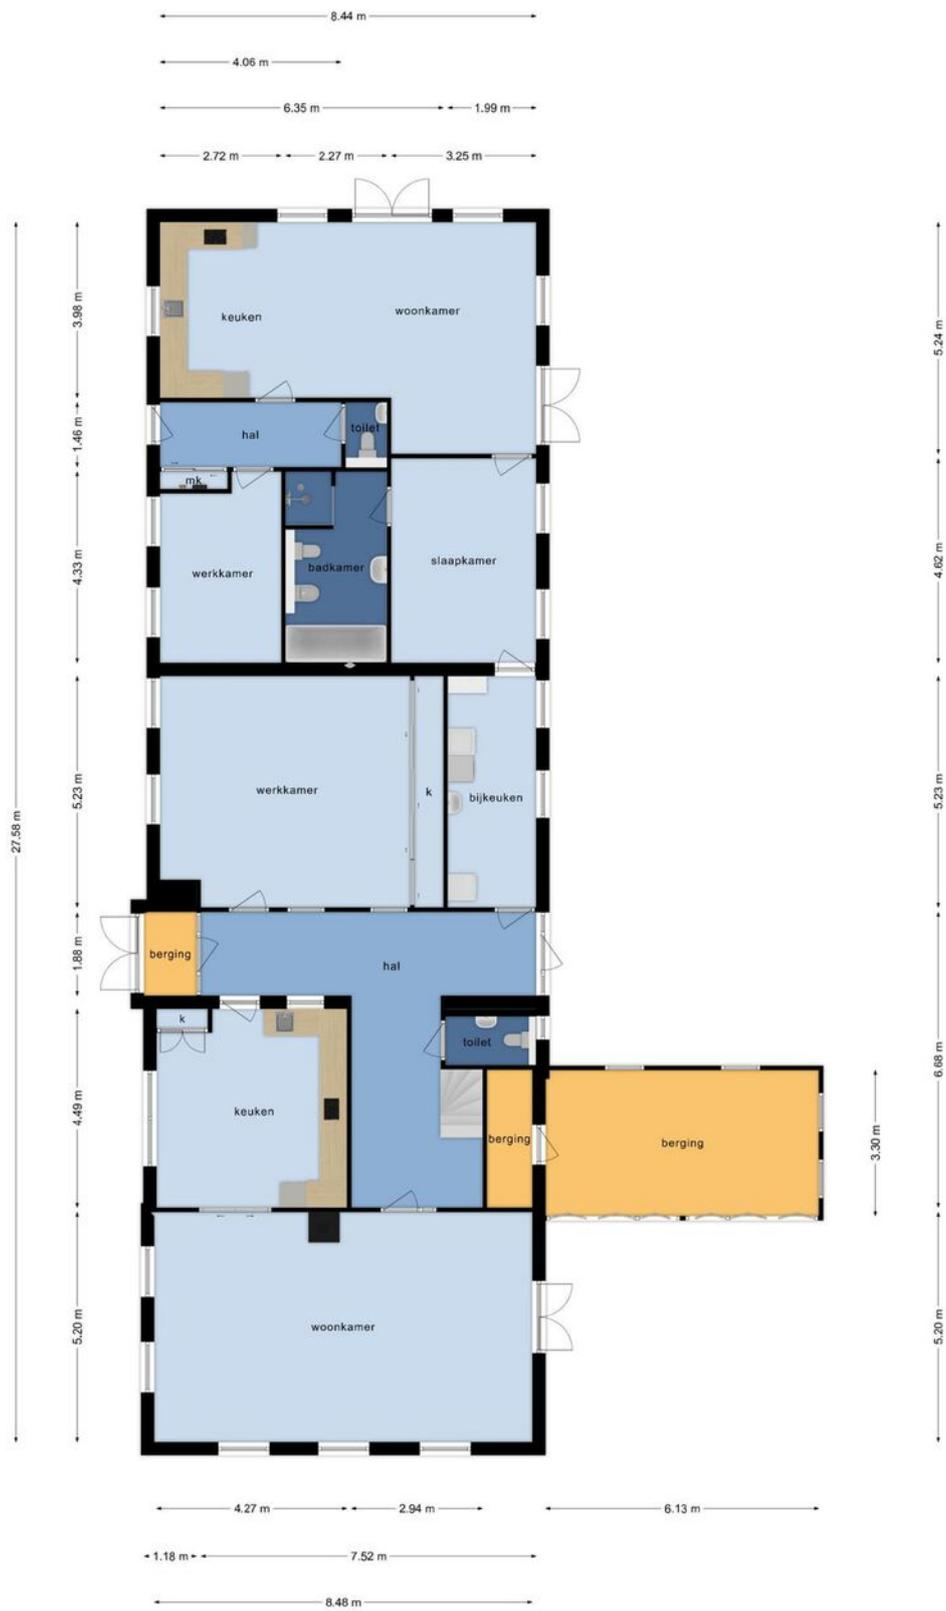 8.44 m
4.06 m
6.35 m
1.99 m
2.72 m
2.27 m
3.25 m
27.58 m
3.98 m
1.46 m
4.33 m
5.23 m
1.88 m
4.49 m
5.20 m
keuken
woonkamer
hal
toilet
mk
werkkamer
badkamer
slaapkamer
werkkamer
k
bijkeuken
berging
hal
k
toilet
keuken
berging
berging
woonkamer
5.24 m
4.62 m
5.23 m
6.68 m
3.30 m
5.20 m
4.27 m
2.94 m
6.13 m
1.18 m
7.52 m
8.48 m